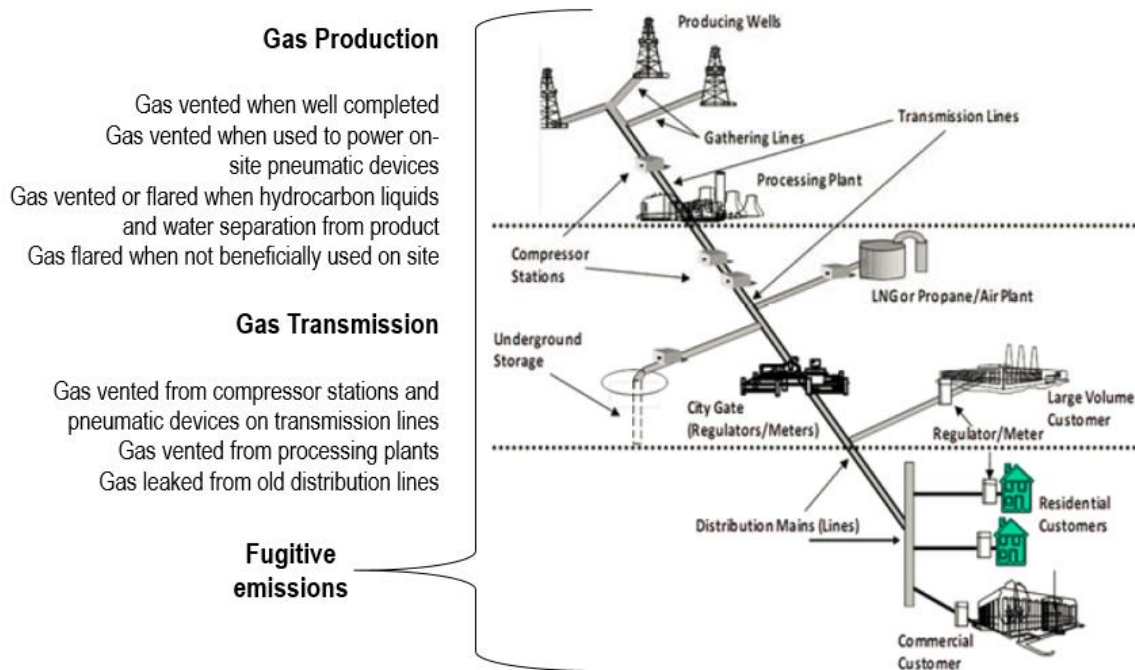 Gas Production
Gas vented when well completed
Gas vented when used to power on-
site pneumatic devices
Gas vented or flared when hydrocarbon liquids
and water separation from product
Gas flared when not beneficially used on site
Gas Transmission
Gas vented from compressor stations and
pneumatic devices on transmission lines
Gas vented from processing plants
Gas leaked from old distribution lines
Fugitive
emissions
Producing Wells
Gathering Lines
Transmission Lines
Processing Plant
Compressor
Stations
LNG or Propane/Air Plant
Underground
Storage
City Gate
(Regulators/Meters)
Large Volume
Customer
Regulator/Meter
Distribution Mains (Lines)
Residential
Customers
Commercial
Customer